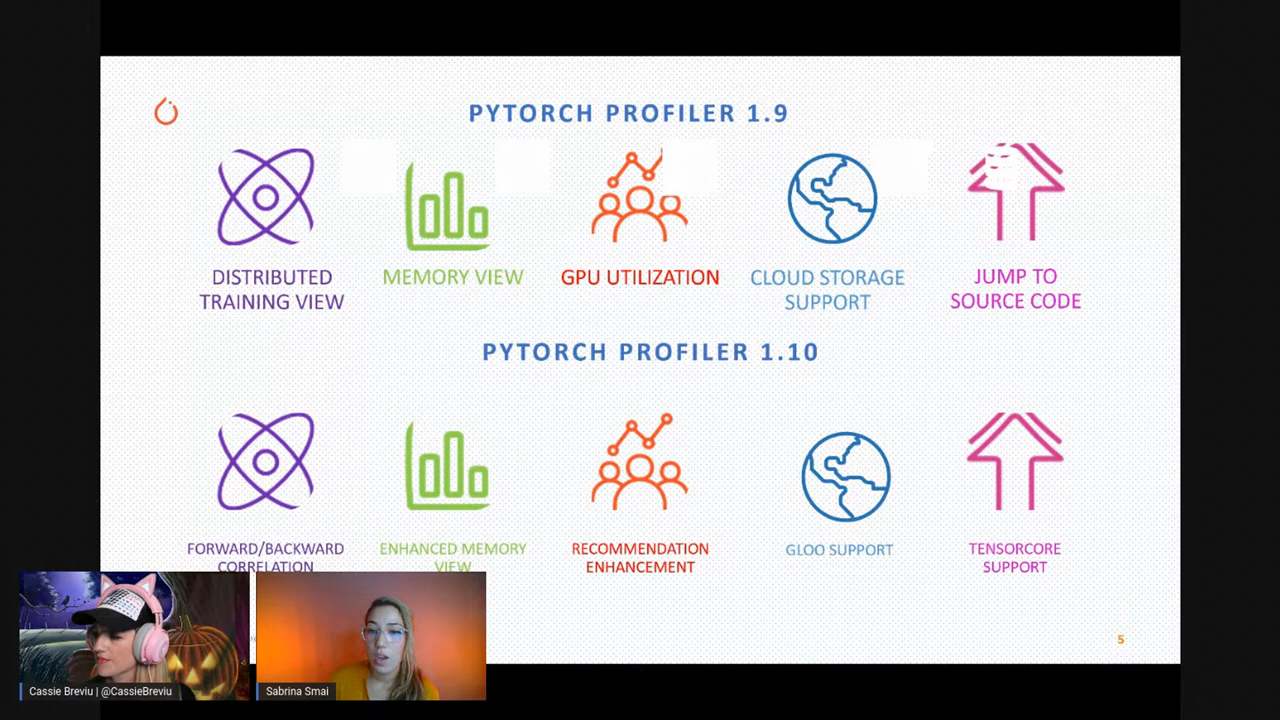 PYTORCH PROFILER 1.9
DISTRIBUTED
TRAINING VIEW
MEMORY VIEW
GPU UTILIZATION
CLOUD STORAGE
SUPPORT
JUMP TO
SOURCE CODE
PYTORCH PROFILER 1.10
FORWARD/BACKWARD
CORRELATION
ENHANCED MEMORY
VIEW
RECOMMENDATION
ENHANCEMENT
GLOO SUPPORT
TENSORCORE
SUPPORT
5
Cassie Breviu | @CassieBreviu
Sabrina Smai